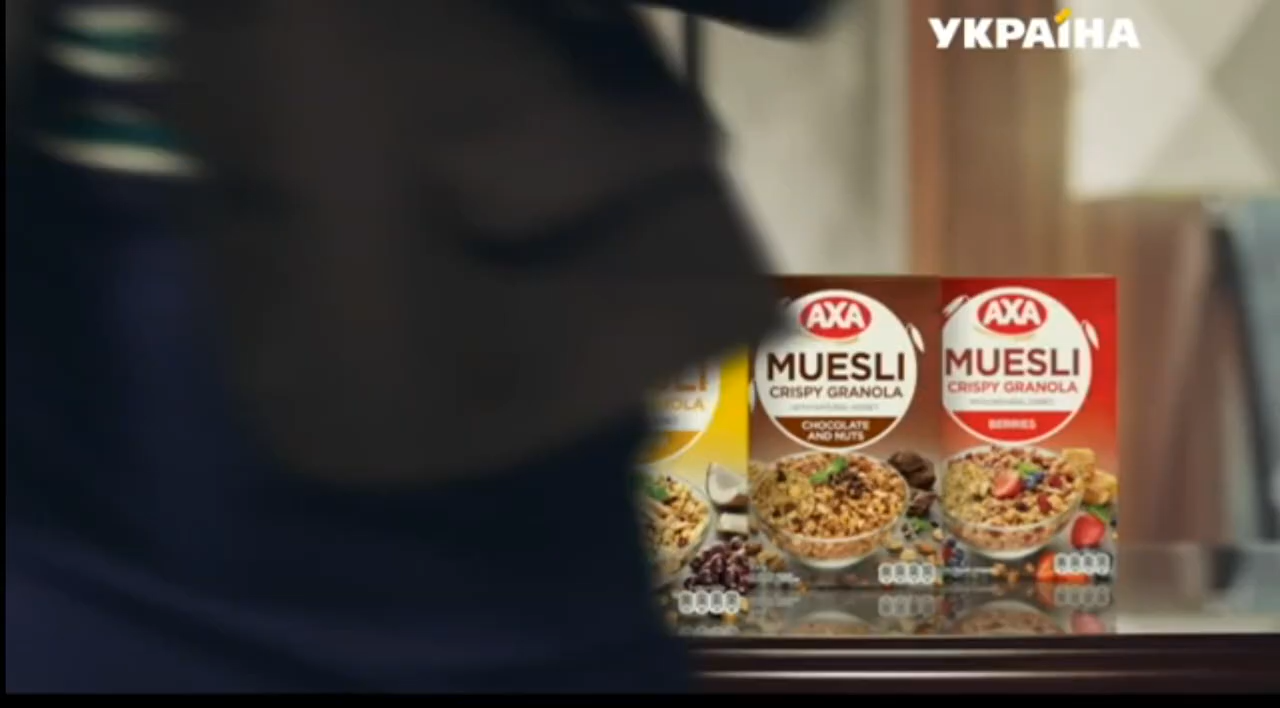 УКРАЇНА
AXA
MUESLI
CRISPY GRANOLA
CHOCOLATE
AND NUTS
AXA
MUESLI
CRISPY GRANOLA
BERRIES